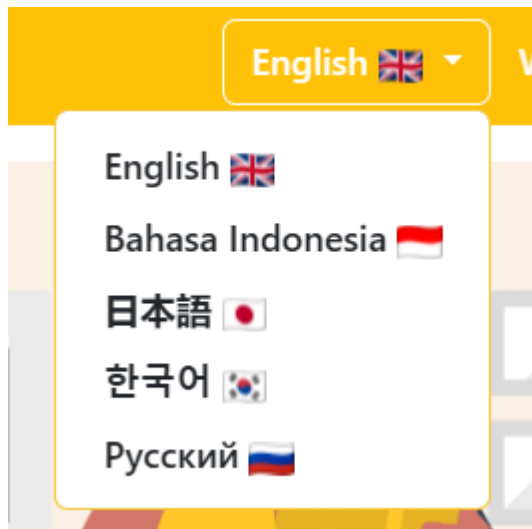 English 🇬🇧
English 🇬🇧
Bahasa Indonesia 🇮🇩
日本語 🇯🇵
한국어 🇰🇷
Русский 🇷🇺